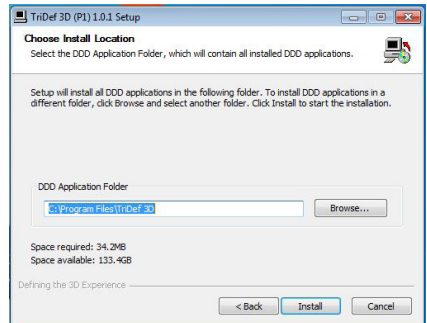 TriDef 3D (P1) 1.0.1 Setup
Choose Install Location
Select the DDD Application Folder, which will contain all installed DDD applications.
Setup will install all DDD applications in the following folder. To install DDD applications in a
different folder, click Browse and select another folder. Click Install to start the installation.
DDD Application Folder
C:\Program Files\TriDef 3D
Browse...
Space required: 34.2MB
Space available: 133.4GB
Defining the 3D Experience
< Back
Install
Cancel